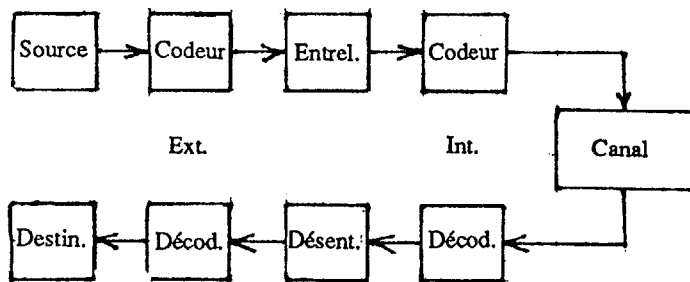 Source Codeur Entrel. Codeur
Ext. Int. Canal
Destin. Décod. Désent. Décod.